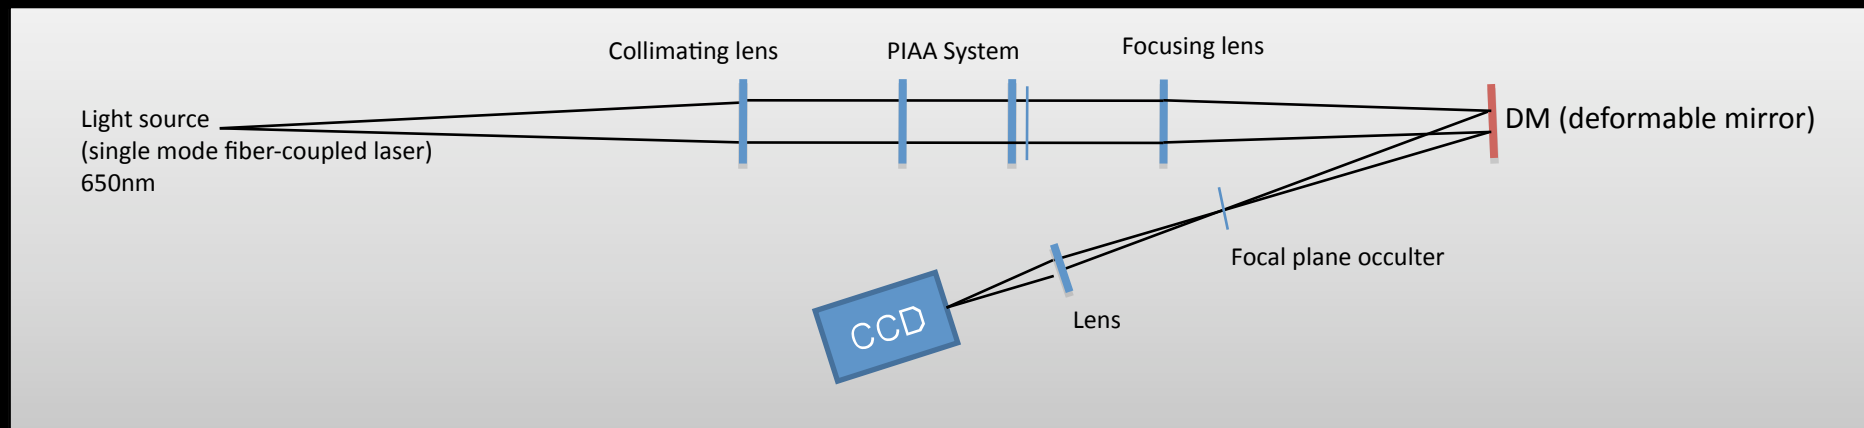 Collimating lens
PIAA System
Focusing lens
Light source
(single mode fiber-coupled laser)
650nm
DM (deformable mirror)
Focal plane occulter
Lens
CCD